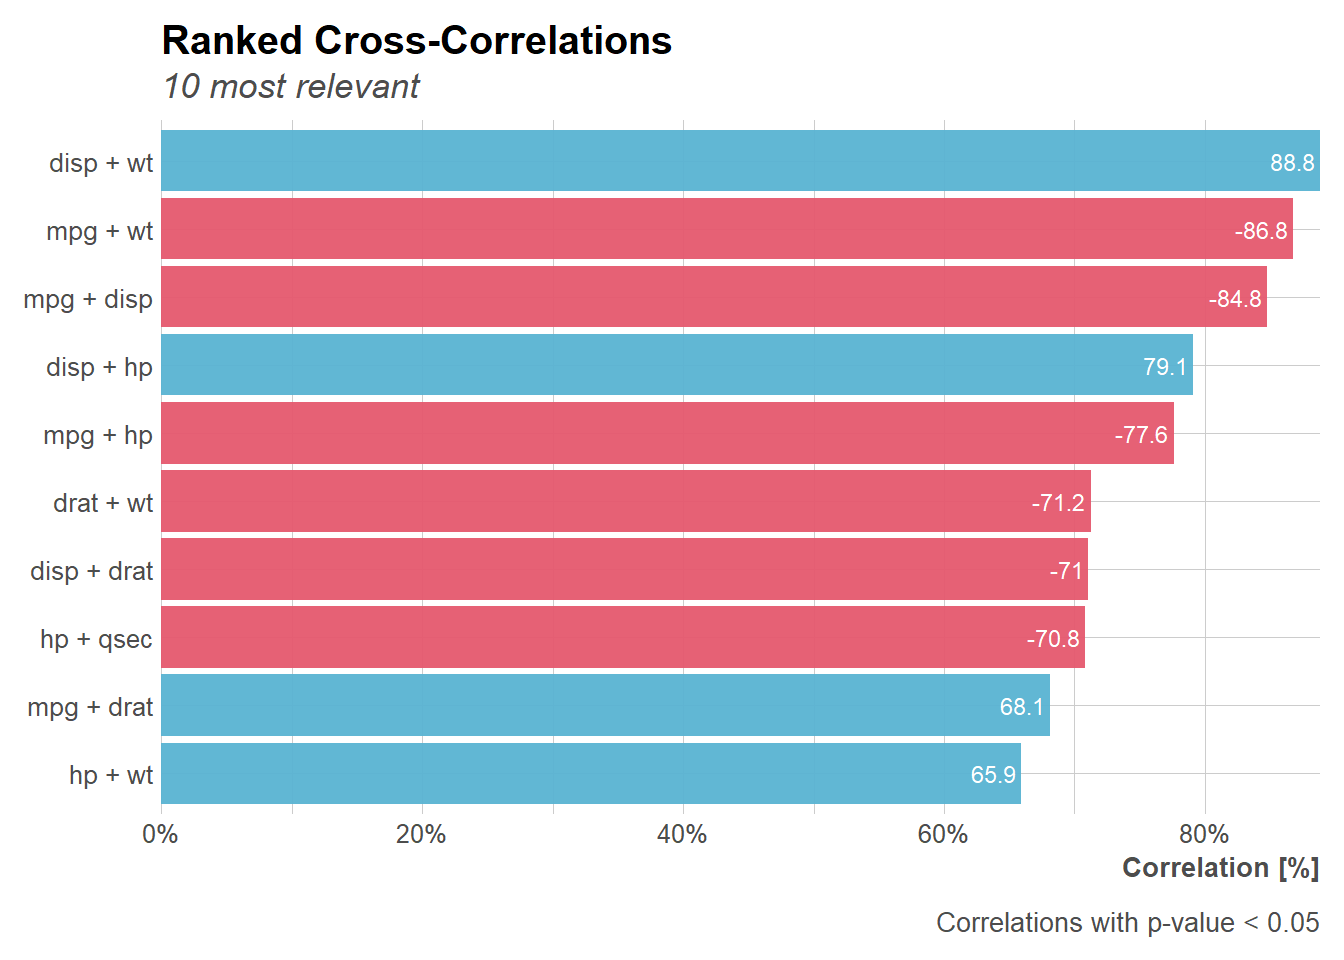 Ranked Cross-Correlations
10 most relevant
disp + wt 88.8
mpg + wt -86.8
mpg + disp -84.8
disp + hp 79.1
mpg + hp -77.6
drat + wt -71.2
disp + drat -71
hp + qsec -70.8
mpg + drat 68.1
hp + wt 65.9
0% 20% 40% 60% 80%
Correlation [%]
Correlations with p-value < 0.05